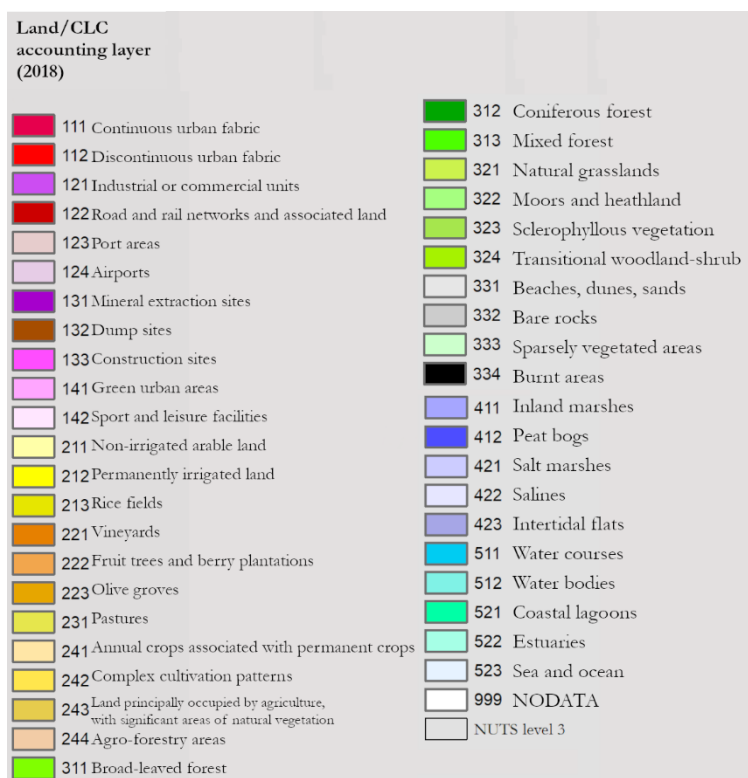 Land/CLC
accounting layer
(2018)
111 Continuous urban fabric
112 Discontinuous urban fabric
121 Industrial or commercial units
122 Road and rail networks and associated land
123 Port areas
124 Airports
131 Mineral extraction sites
132 Dump sites
133 Construction sites
141 Green urban areas
142 Sport and leisure facilities
211 Non-irrigated arable land
212 Permanently irrigated land
213 Rice fields
221 Vineyards
222 Fruit trees and berry plantations
223 Olive groves
231 Pastures
241 Annual crops associated with permanent crops
242 Complex cultivation patterns
243 Land principally occupied by agriculture,
with significant areas of natural vegetation
244 Agro-forestry areas
311 Broad-leaved forest
312 Coniferous forest
313 Mixed forest
321 Natural grasslands
322 Moors and heathland
323 Sclerophyllous vegetation
324 Transitional woodland-shrub
331 Beaches, dunes, sands
332 Bare rocks
333 Sparsely vegetated areas
334 Burnt areas
411 Inland marshes
412 Peat bogs
421 Salt marshes
422 Salines
423 Intertidal flats
511 Water courses
512 Water bodies
521 Coastal lagoons
522 Estuaries
523 Sea and ocean
999 NODATA
NUTS level 3